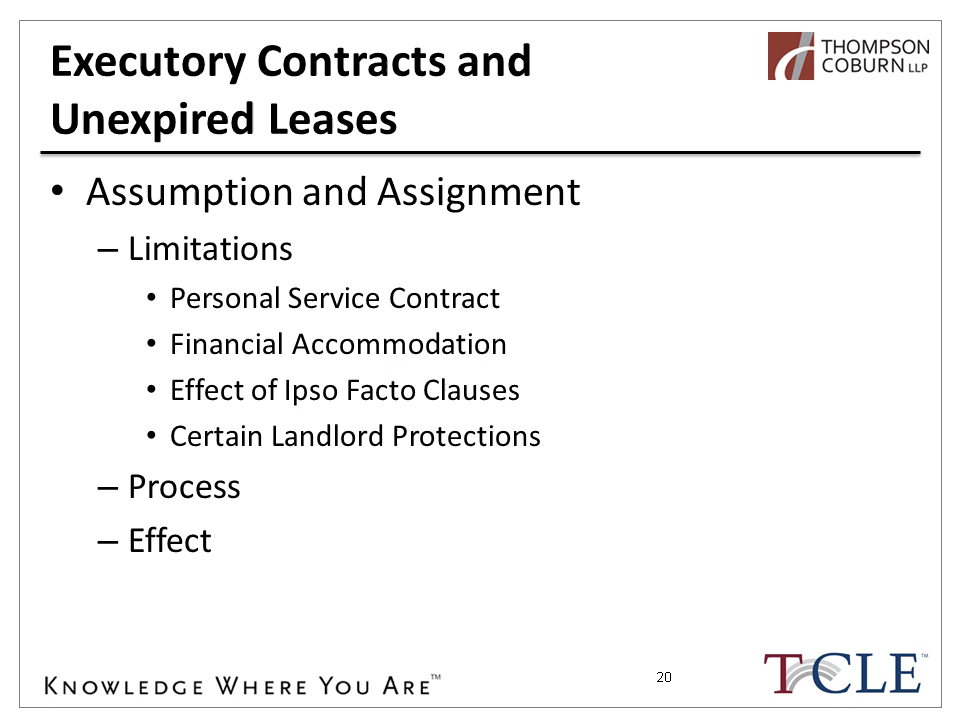 Executory Contracts and
Unexpired Leases
THOMPSON
COBURN LLP
• Assumption and Assignment
– Limitations
• Personal Service Contract
• Financial Accommodation
• Effect of Ipso Facto Clauses
• Certain Landlord Protections
– Process
– Effect
KNOWLEDGE WHERE YOU ARE™
20
TCLE™